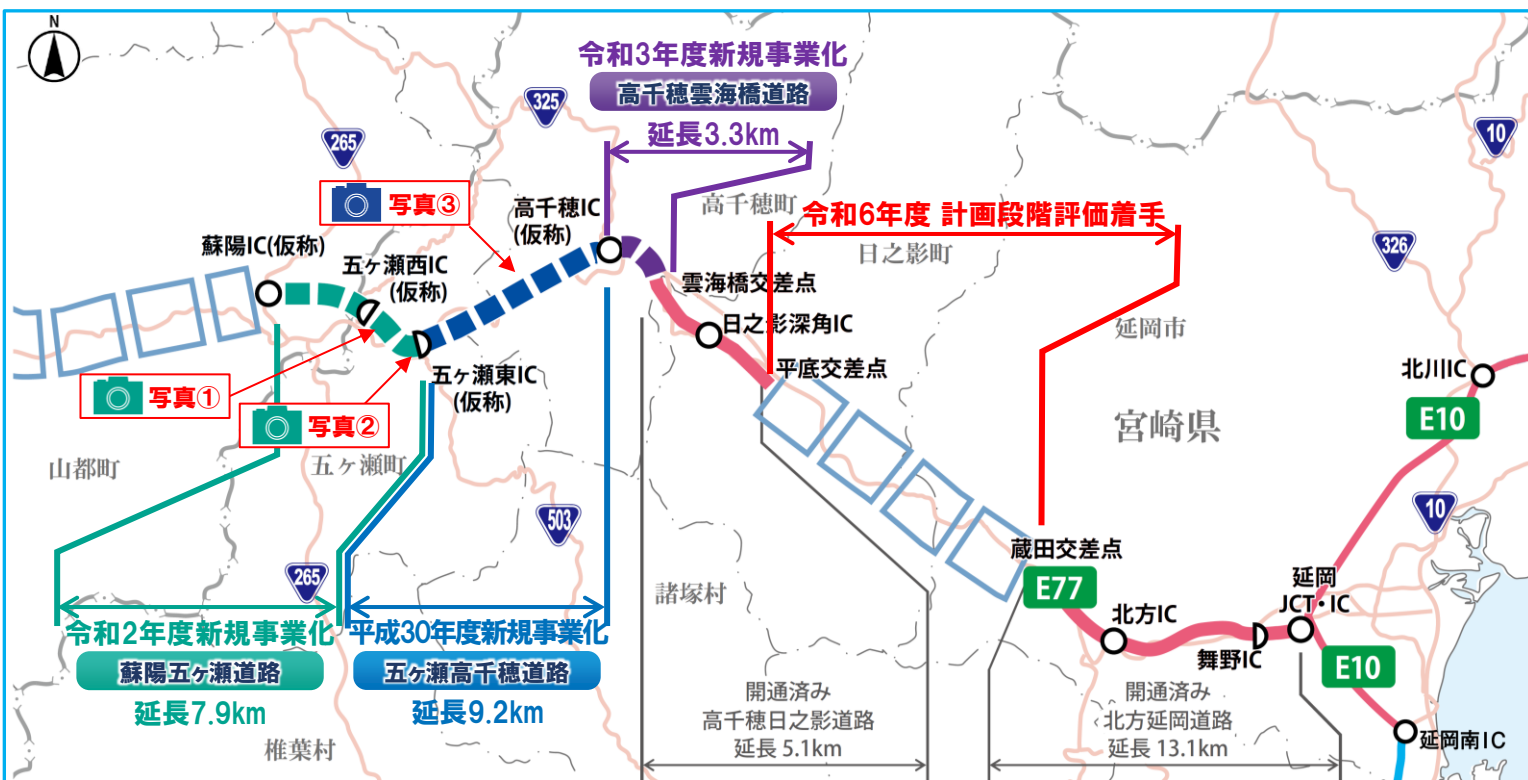 N
令和3年度新規事業化
高千穂雲海橋道路
延長3.3km
325
265
10
写真③
高千穂IC
(仮称)
高千穂町
令和6年度 計画段階評価着手
日之影町
326
蘇陽IC(仮称)
五ヶ瀬西IC
(仮称)
雲海橋交差点
日之影深角IC
延岡市
平底交差点
北川IC
写真①
五ヶ瀬東IC
(仮称)
写真②
宮崎県
E10
山都町
五ヶ瀬町
503
10
蔵田交差点
265
諸塚村
E77
延岡
JCT・IC
北方IC
舞野IC
E10
令和2年度新規事業化
蘇陽五ヶ瀬道路
延長7.9km
平成30年度新規事業化
五ヶ瀬高千穂道路
延長9.2km
開通済み
高千穂日之影道路
延長 5.1km
開通済み
北方延岡道路
延長 13.1km
椎葉村
延岡南IC